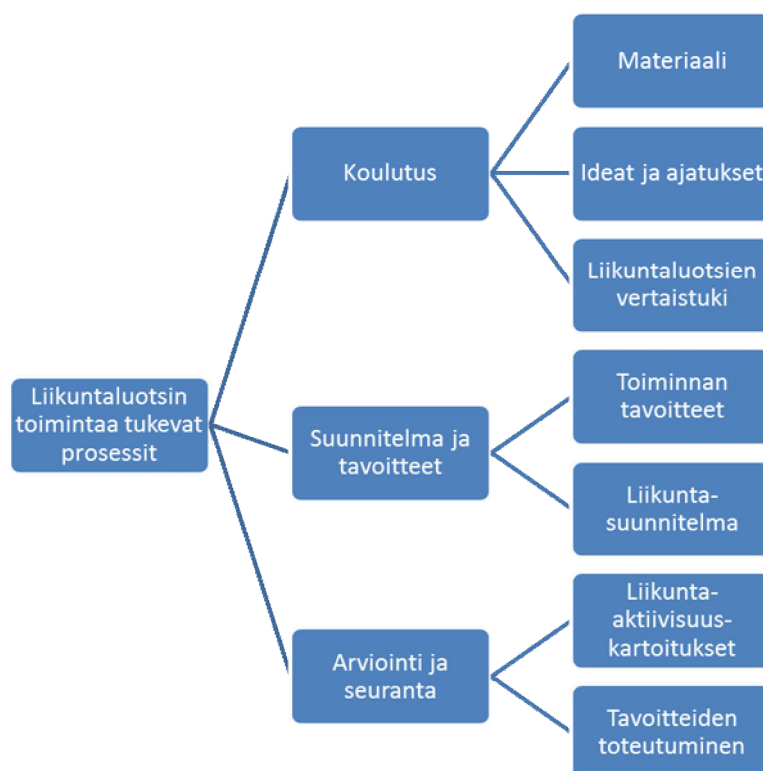 Liikuntaluotsin
toimintaa tukevat
prosessit
Koulutus
Materiaali
Ideat ja ajatukset
Liikuntaluotsien
vertaistuki
Suunnitelma ja
tavoitteet
Toiminnan
tavoitteet
Liikunta-
suunnitelma
Arviointi ja
seuranta
Liikunta-
aktiivisuus-
kartoitukset
Tavoitteiden
toteutuminen